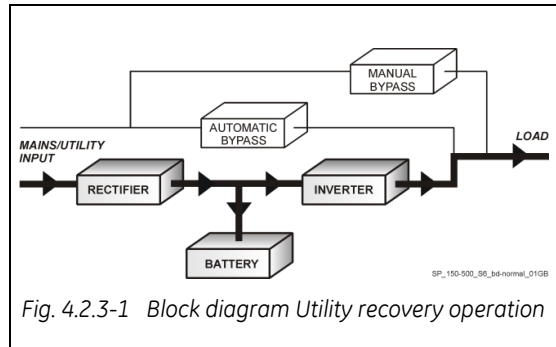 MANUAL
BYPASS
AUTOMATIC
BYPASS
MAINS/UTILITY
INPUT
LOAD
RECTIFIER
INVERTER
BATTERY
SP_150-500_S6_bd-normal_01GB
Fig. 4.2.3-1 Block diagram Utility recovery operation